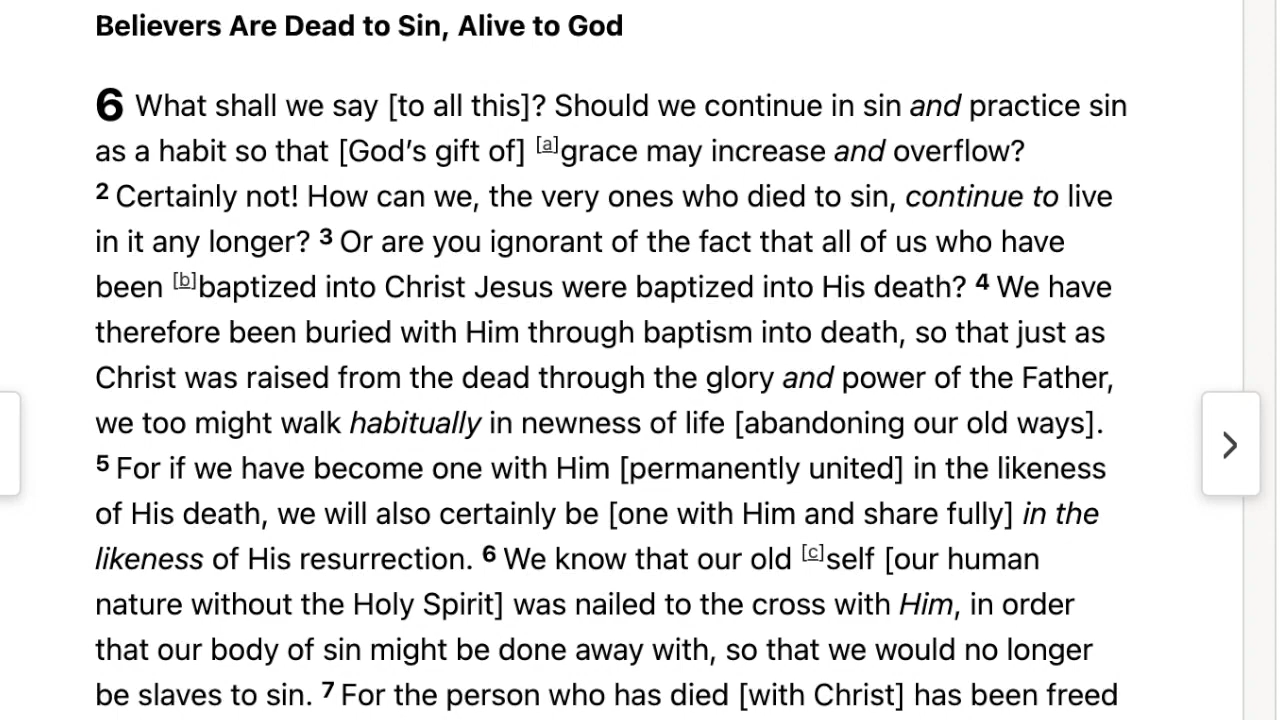 Believers Are Dead to Sin, Alive to God
6 What shall we say [to all this]? Should we continue in sin and practice sin
as a habit so that [God’s gift of] [a]grace may increase and overflow?
2 Certainly not! How can we, the very ones who died to sin, continue to live
in it any longer? 3 Or are you ignorant of the fact that all of us who have
been [b]baptized into Christ Jesus were baptized into His death? 4 We have
therefore been buried with Him through baptism into death, so that just as
Christ was raised from the dead through the glory and power of the Father,
we too might walk habitually in newness of life [abandoning our old ways].
5 For if we have become one with Him [permanently united] in the likeness
of His death, we will also certainly be [one with Him and share fully] in the
likeness of His resurrection. 6 We know that our old [c]self [our human
nature without the Holy Spirit] was nailed to the cross with Him, in order
that our body of sin might be done away with, so that we would no longer
be slaves to sin. 7 For the person who has died [with Christ] has been freed